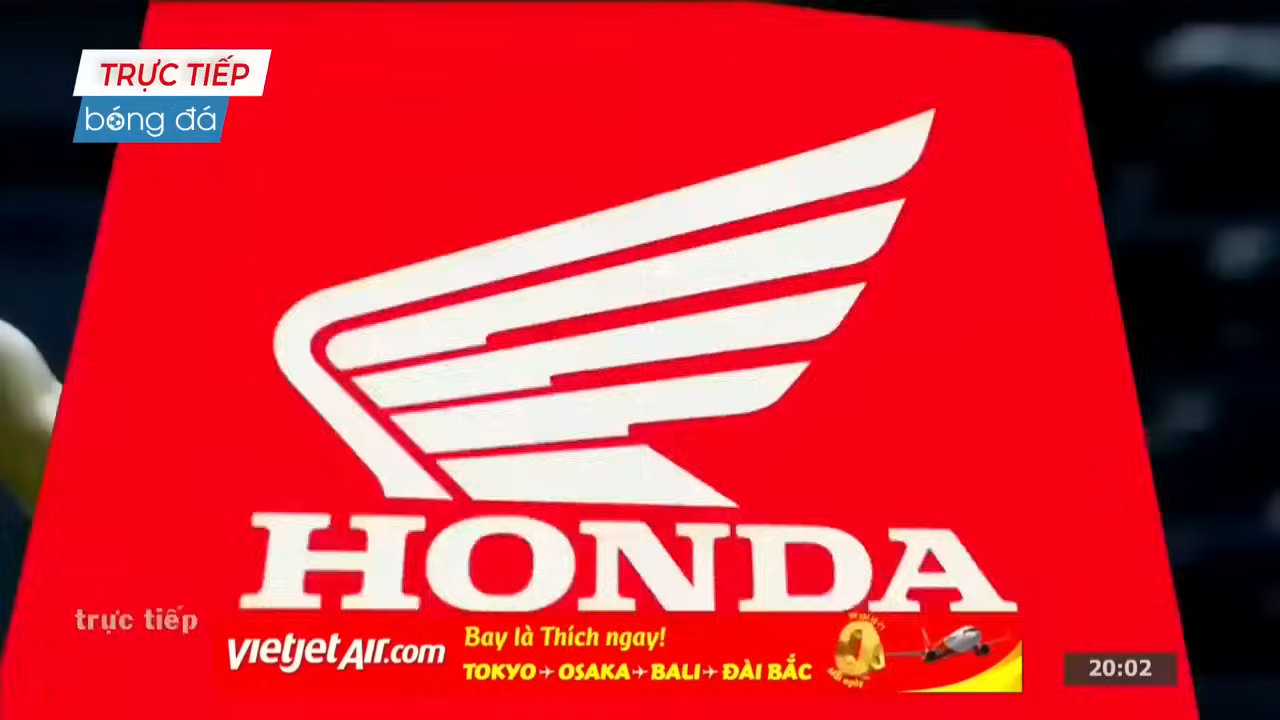 TRỰC TIẾP
bóng đá
HONDA
trực tiếp
vietjetAir.com
Bay là Thích ngay!
TOKYO OSAKA BALI ĐÀI BẮC
20:02